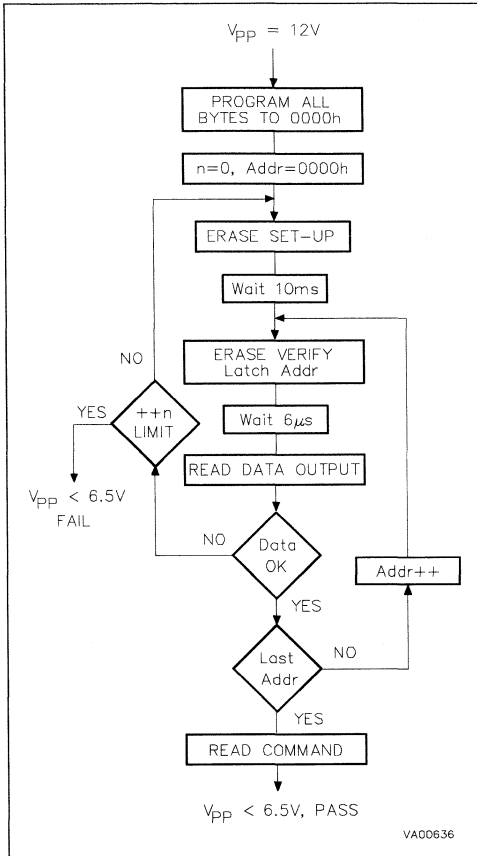 VPP = 12V
PROGRAM ALL
BYTES TO 0000h
n=0, Addr=0000h
ERASE SET-UP
Wait 10ms
NO
ERASE VERIFY
Latch Addr
YES
++n
LIMIT
Wait 6µs
VPP < 6.5V
FAIL
READ DATA OUTPUT
NO
Data
OK
Addr++
YES
Last
Addr
NO
YES
READ COMMAND
VPP < 6.5V, PASS
VA00636